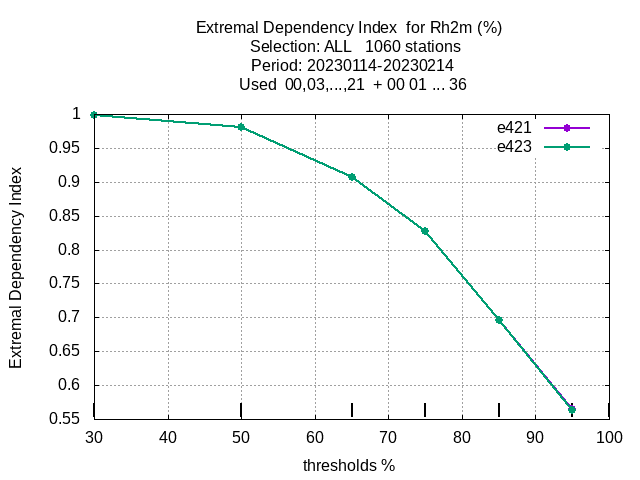 Extremal Dependency Index  for Rh2m (%)
Selection: ALL   1060 stations
Period: 20230114-20230214
Used  00,03,...,21  + 00 01 ... 36
e421
e423
Extremal Dependency Index
1
0.95
0.9
0.85
0.8
0.75
0.7
0.65
0.6
0.55
30 40 50 60 70 80 90 100
thresholds %